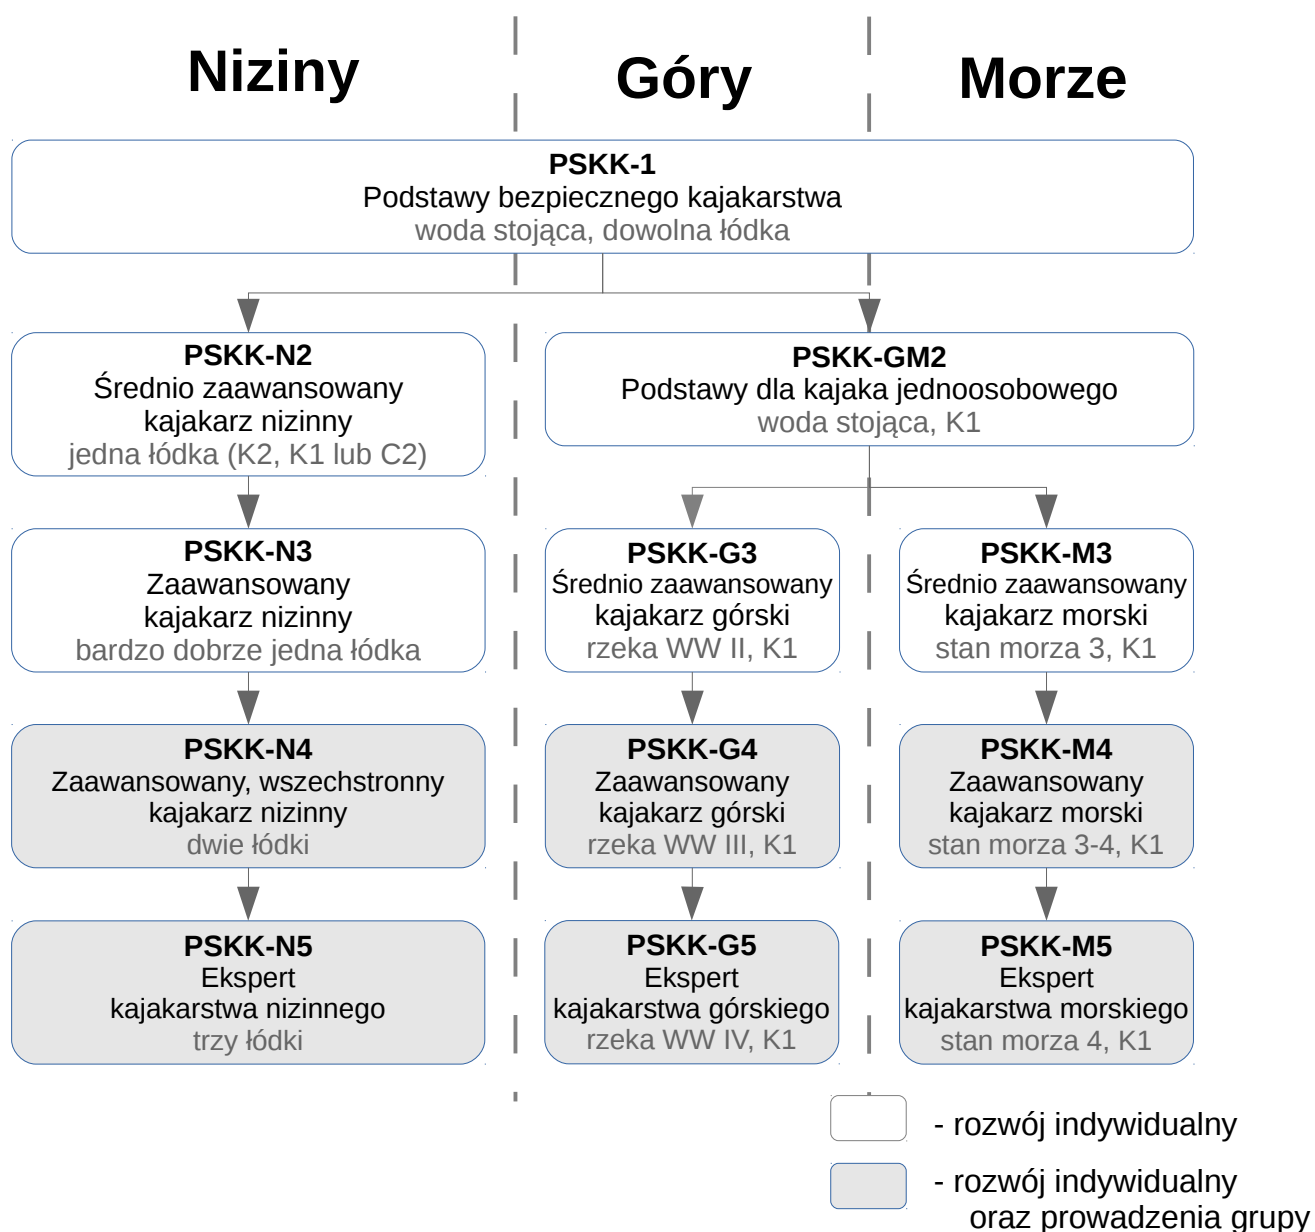 Niziny
Góry
Morze
PSKK-1
Podstawy bezpiecznego kajakarstwa
woda stojąca, dowolna łódka
PSKK-N2
Średnio zaawansowany
kajakarz nizinny
jedna łódka (K2, K1 lub C2)
PSKK-GM2
Podstawy dla kajaka jednoosobowego
woda stojąca, K1
PSKK-N3
Zaawansowany
kajakarz nizinny
bardzo dobrze jedna łódka
PSKK-G3
Średnio zaawansowany
kajakarz górski
rzeka WW II, K1
PSKK-M3
Średnio zaawansowany
kajakarz morski
stan morza 3, K1
PSKK-N4
Zaawansowany, wszechstronny
kajakarz nizinny
dwie łódki
PSKK-G4
Zaawansowany
kajakarz górski
rzeka WW III, K1
PSKK-M4
Zaawansowany
kajakarz morski
stan morza 3-4, K1
PSKK-N5
Ekspert
kajakarstwa nizinnego
trzy łódki
PSKK-G5
Ekspert
kajakarstwa górskiego
rzeka WW IV, K1
PSKK-M5
Ekspert
kajakarstwa morskiego
stan morza 4, K1
- rozwój indywidualny
- rozwój indywidualny
oraz prowadzenia grupy